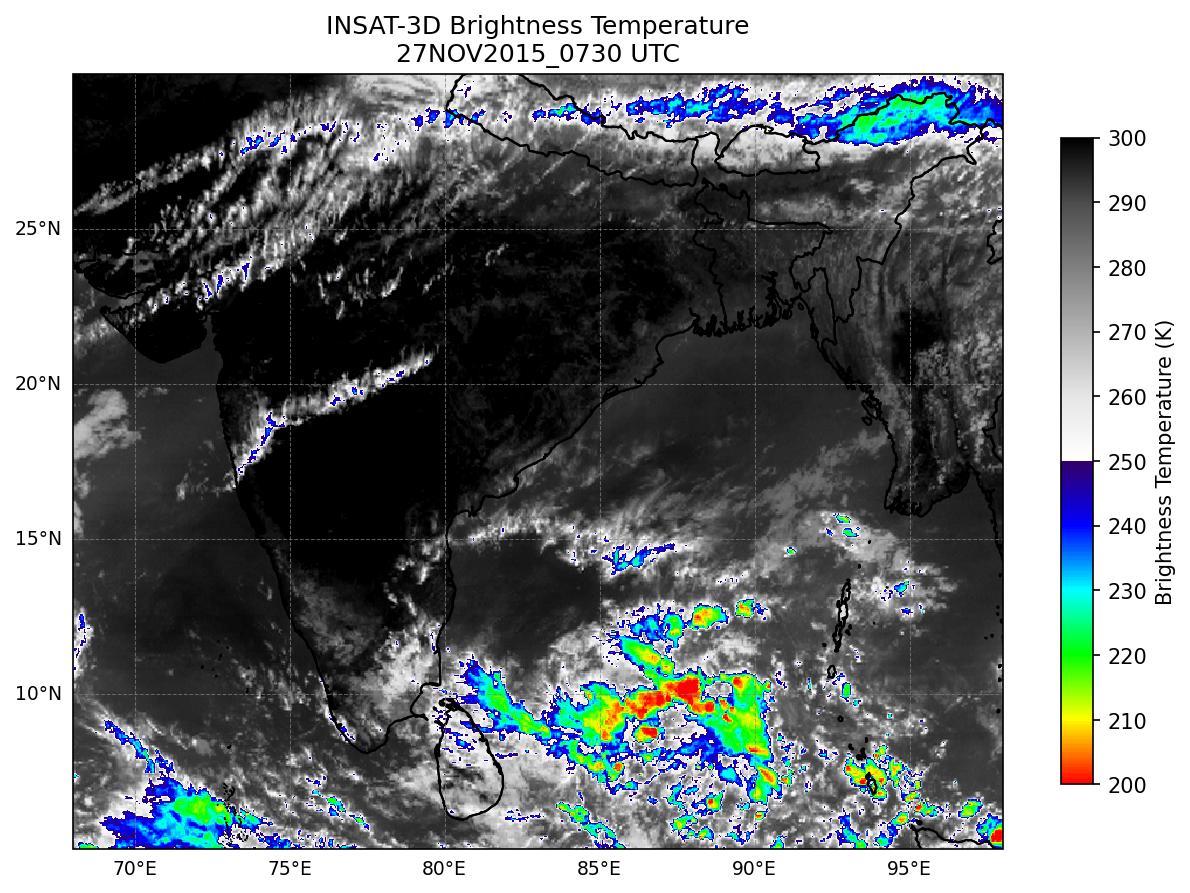 INSAT-3D Brightness Temperature
27NOV2015_0730 UTC
25°N
20°N
15°N
10°N
70°E
75°E
80°E
85°E
90°E
95°E
300
290
280
270
260
250
240
230
220
210
200
Brightness Temperature (K)